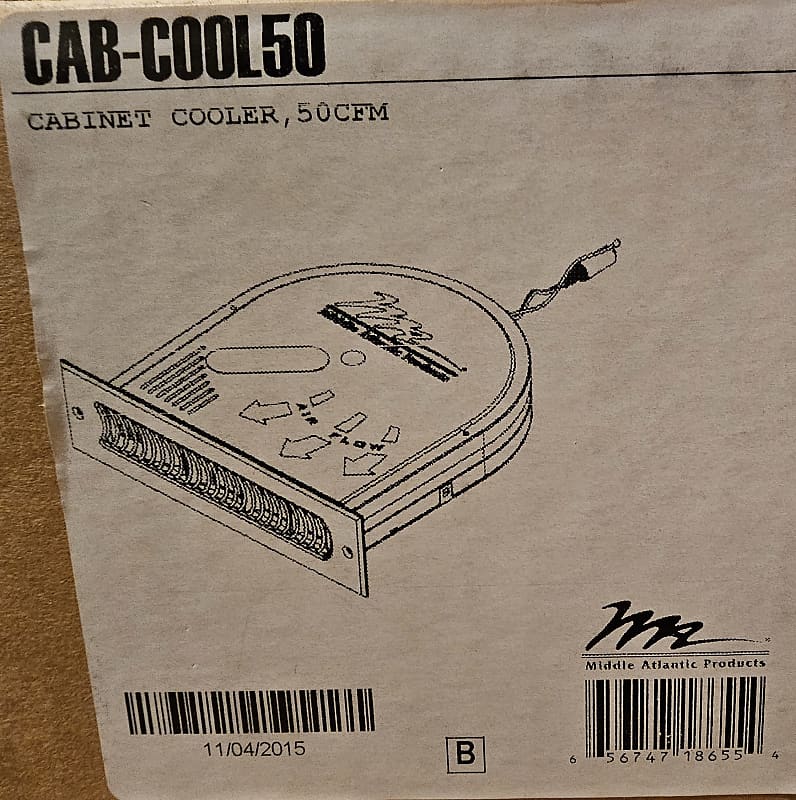 CAB-COOL50
CABINET COOLER,50CFM
AIR FLOW
B
Middle Atlantic Products
11/04/2015
B
6 56747 18655 4